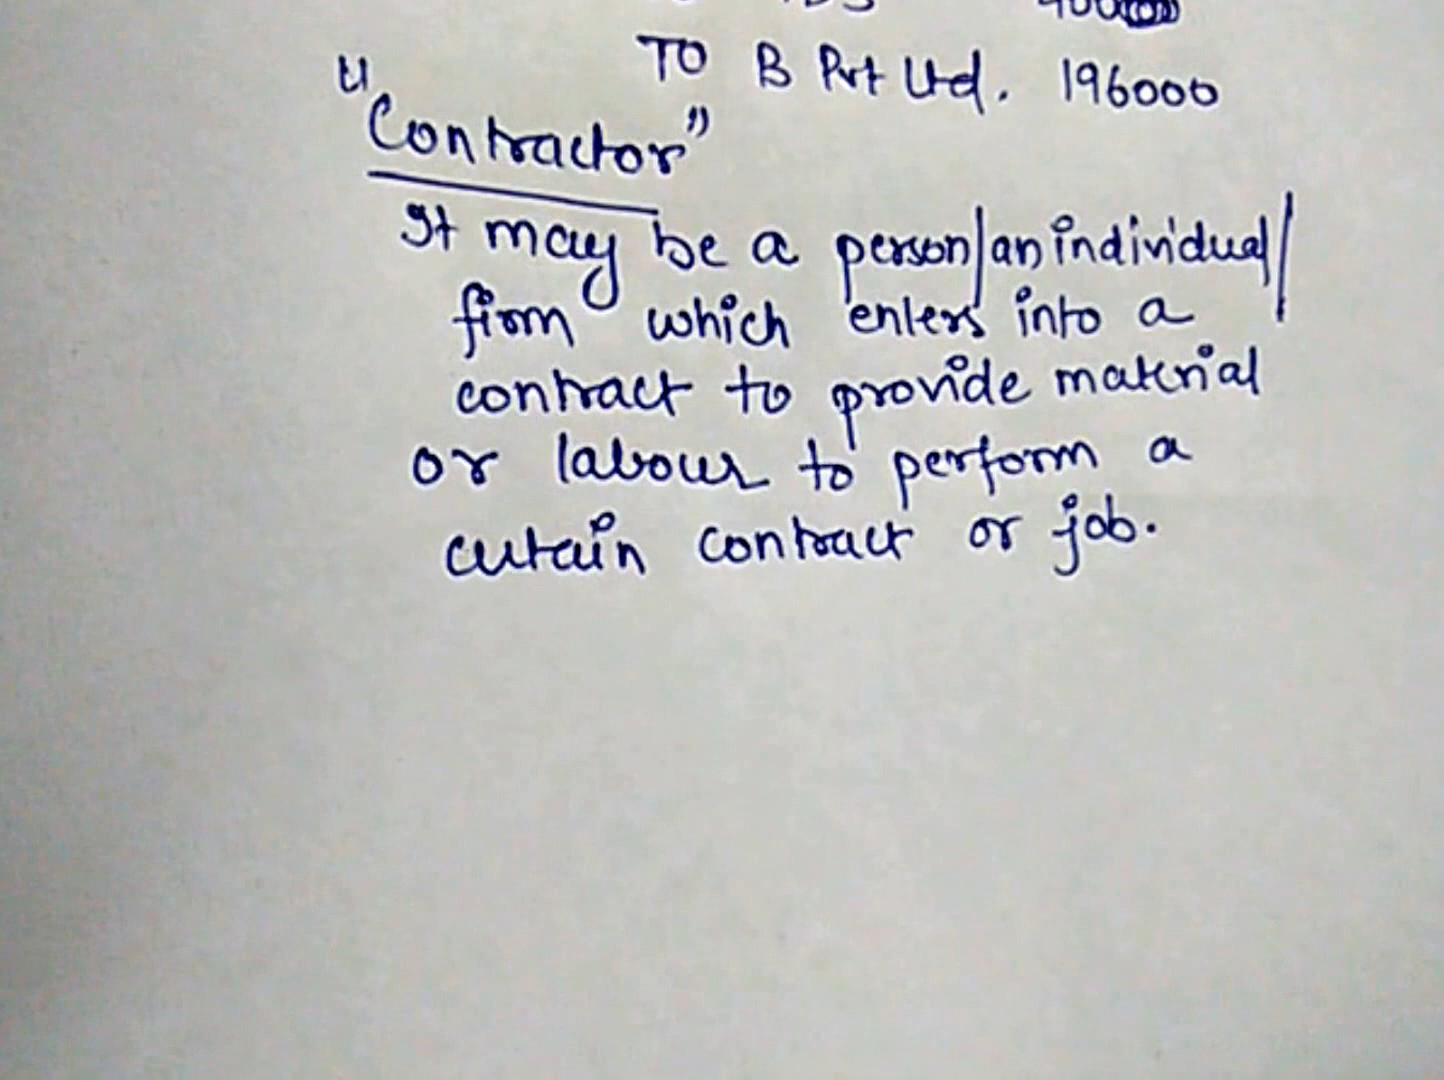 TO B Pvt Ltd. 196000
"Contractor"
It may be a person/an individual/
firm which enters into a
contract to provide material
or labour to perform a
certain contract or job.